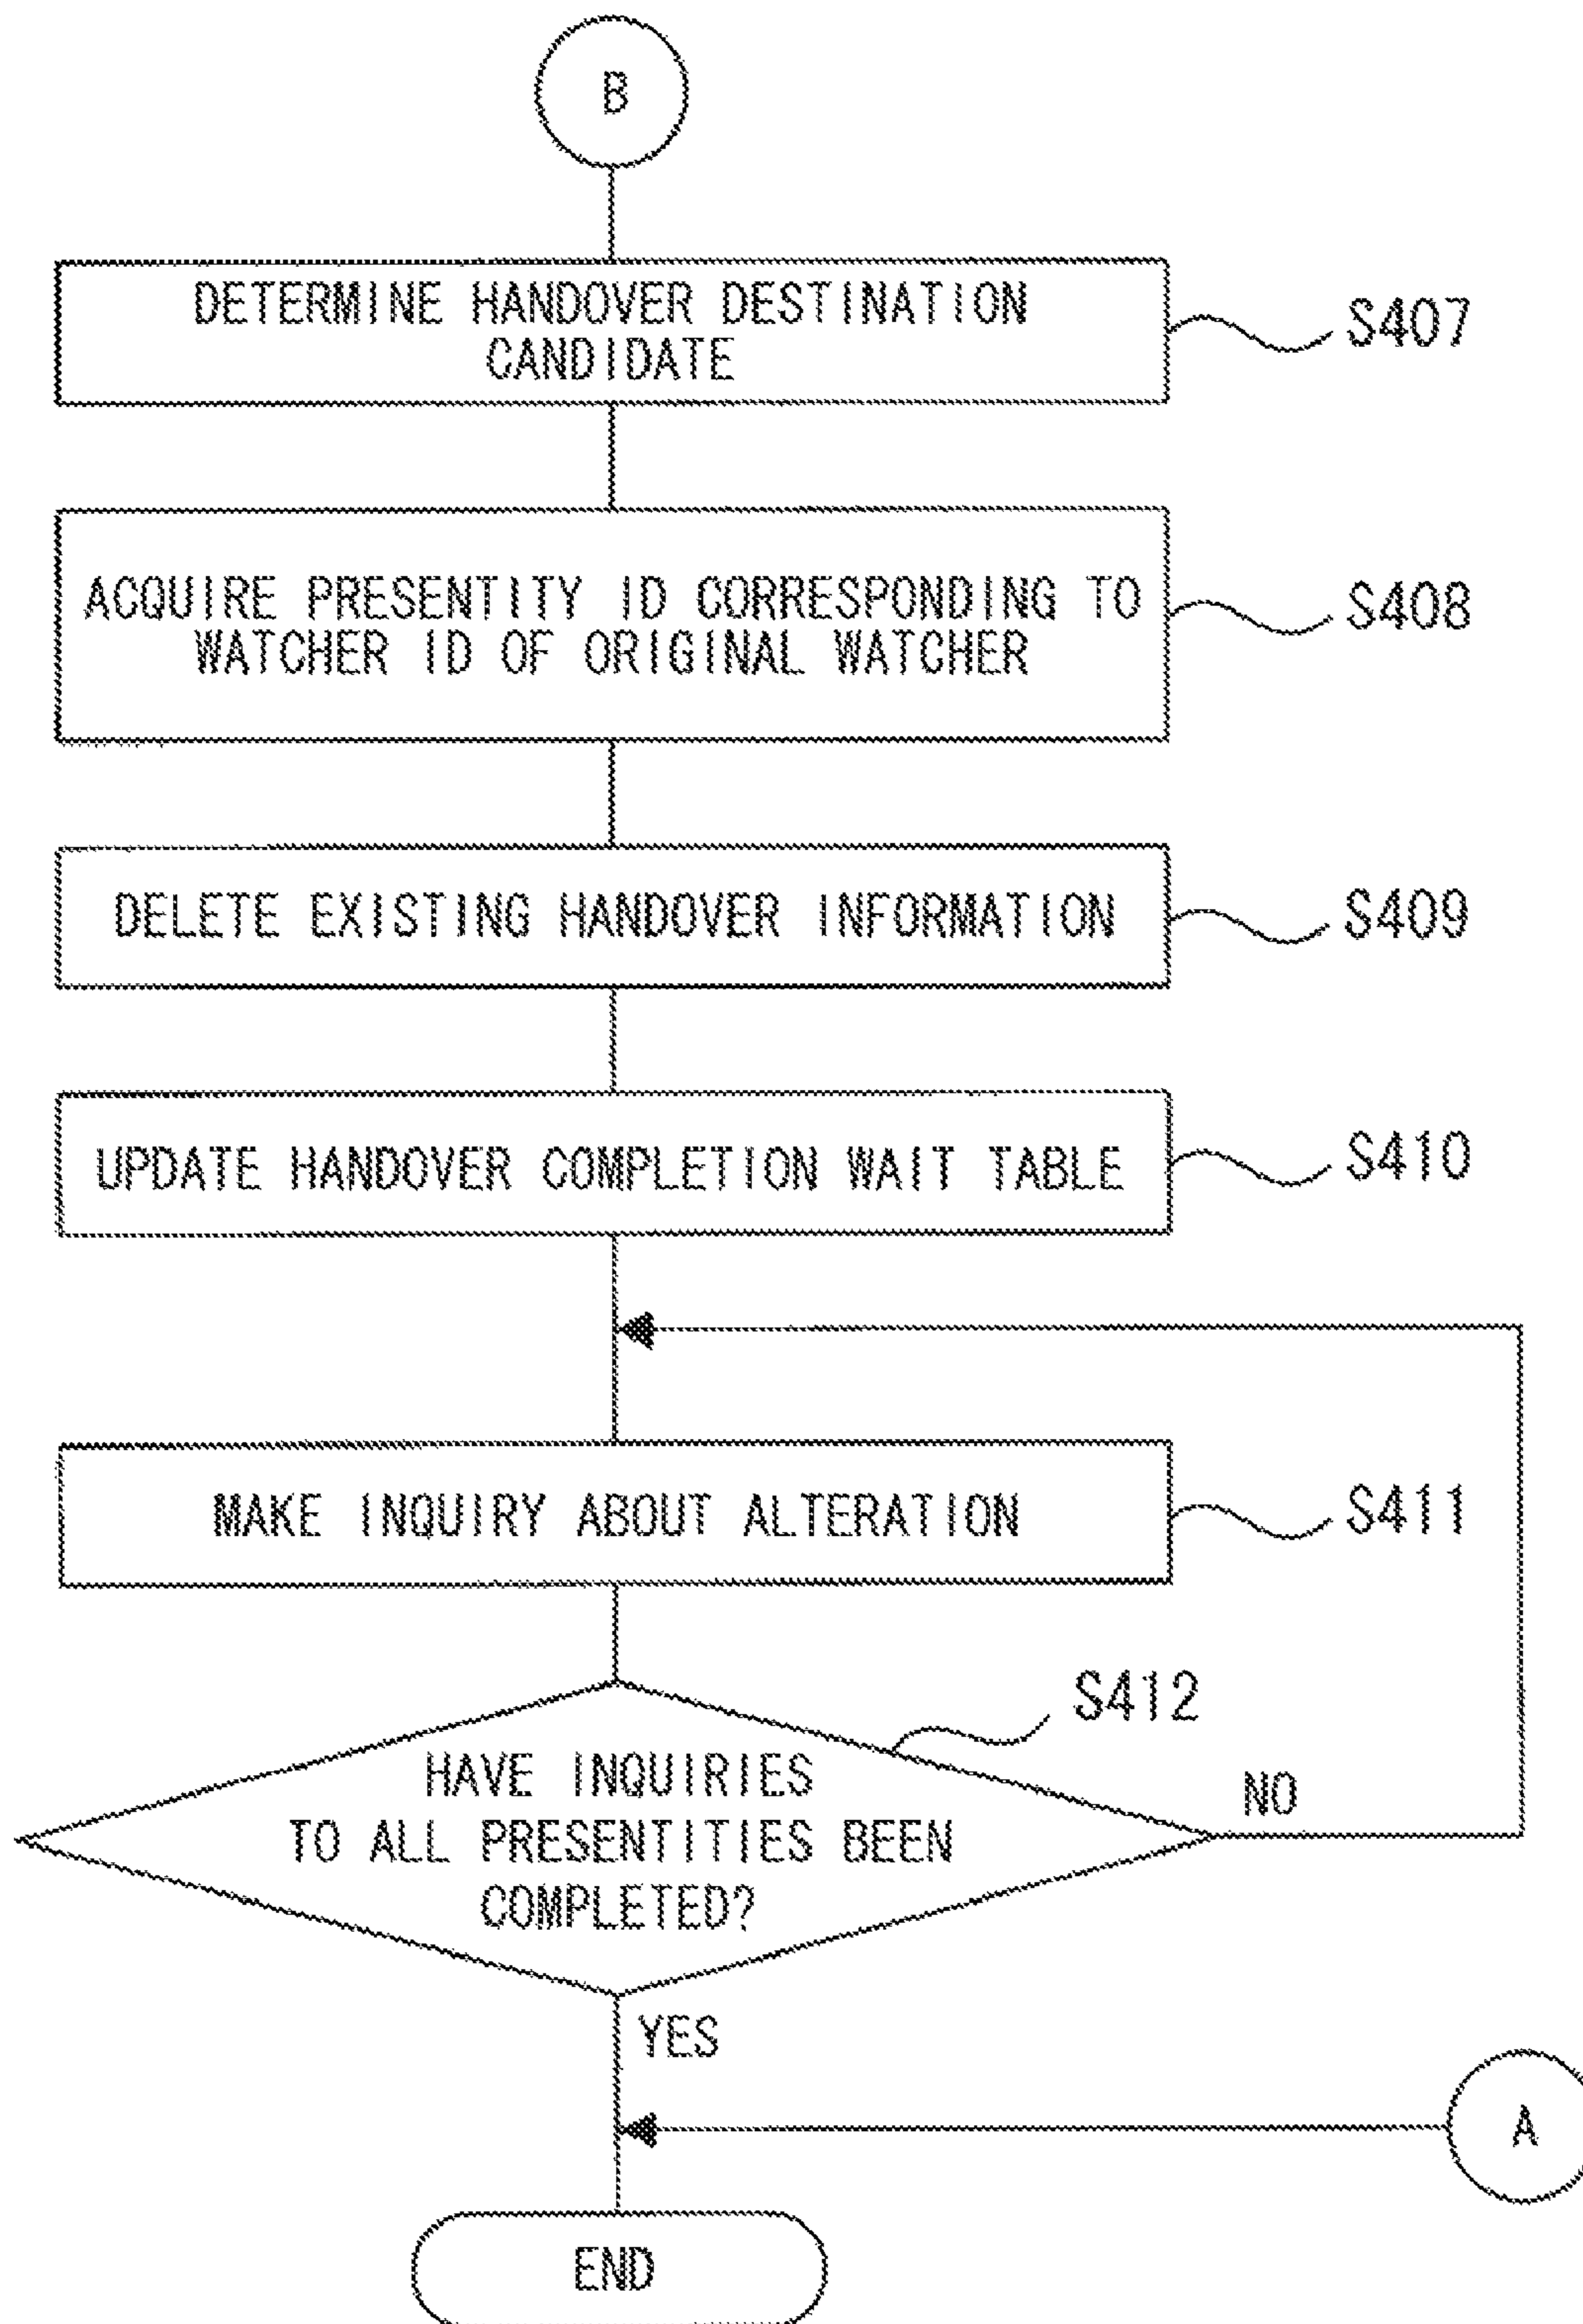 B
DETERMINE HANDOVER DESTINATION
CANDIDATE
S407
ACQUIRE PRESENTITY ID CORRESPONDING TO
WATCHER ID OF ORIGINAL WATCHER
S408
DELETE EXISTING HANDOVER INFORMATION
S409
UPDATE HANDOVER COMPLETION WAIT TABLE
S410
MAKE INQUIRY ABOUT ALTERATION
S411
S412
HAVE INQUIRIES
TO ALL PRESENTITIES BEEN
COMPLETED?
NO
YES
A
END